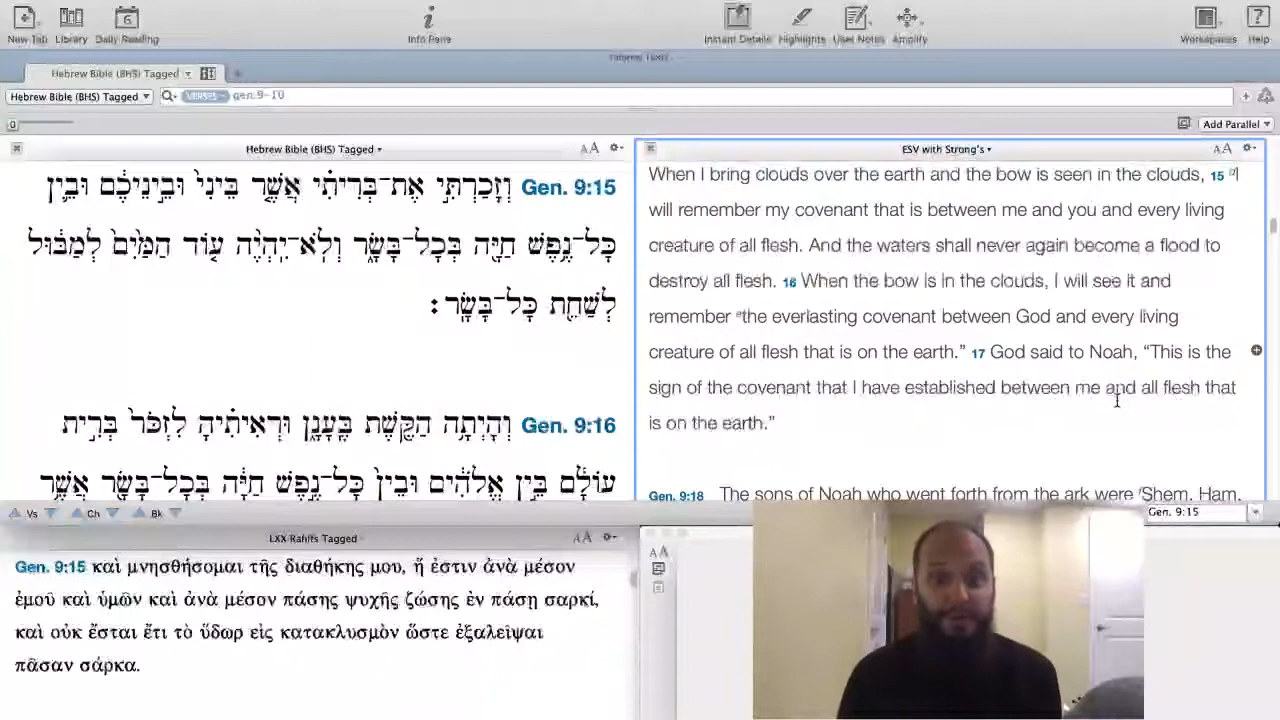 New Tab Library Daily Reading Info Pane Instant Details Highlights User Notes Amplify Workspaces Help
Hebrew Texts
Hebrew Bible (BHS) Tagged
Hebrew Bible (BHS) Tagged VERSES gen 9-10
Add Parallel
Hebrew Bible (BHS) Tagged
Gen. 9:15 וְזָכַרְתִּ֣י אֶת־בְּרִיתִ֗י אֲשֶׁ֤ר בֵּינִי֙ וּבֵ֣ינֵיכֶ֔ם וּבֵ֛ין
כׇּל־נֶ֥פֶשׁ חַיָּ֖ה בְּכׇל־בָּשָׂ֑ר וְלֹֽא־יִֽהְיֶ֨ה ע֤וֹד הַמַּ֙יִם֙ לְמַבּ֔וּל
לְשַׁחֵ֖ת כׇּל־בָּשָֽׂר׃
Gen. 9:16 וְהָיְתָ֥ה הַקֶּ֖שֶׁת בֶּֽעָנָ֑ן וּרְאִיתִ֗יהָ לִזְכֹּר֙ בְּרִ֣ית
עוֹלָ֔ם בֵּ֣ין אֱלֹהִ֔ים וּבֵין֙ כׇּל־נֶ֣פֶשׁ חַיָּ֔ה בְּכׇל־בָּשָׂ֖ר אֲשֶׁ֥ר
ESV with Strong's
When I bring clouds over the earth and the bow is seen in the clouds, 15 I
will remember my covenant that is between me and you and every living
creature of all flesh. And the waters shall never again become a flood to
destroy all flesh. 16 When the bow is in the clouds, I will see it and
remember the everlasting covenant between God and every living
creature of all flesh that is on the earth.” 17 God said to Noah, “This is the
sign of the covenant that I have established between me and all flesh that
is on the earth.”
Gen. 9:18 The sons of Noah who went forth from the ark were Shem, Ham,
Vs Ch Bk
Gen. 9:15
LXX Rahlfs Tagged
Gen. 9:15 καὶ μνησθήσομαι τῆς διαθήκης μου, ἥ ἐστιν ἀνὰ μέσον
ἐμοῦ καὶ ὑμῶν καὶ ἀνὰ μέσον πάσης ψυχῆς ζώσης ἐν πάσῃ σαρκί,
καὶ οὐκ ἔσται ἔτι τὸ ὕδωρ εἰς κατακλυσμὸν ὥστε ἐξαλεῖψαι
πᾶσαν σάρκα.